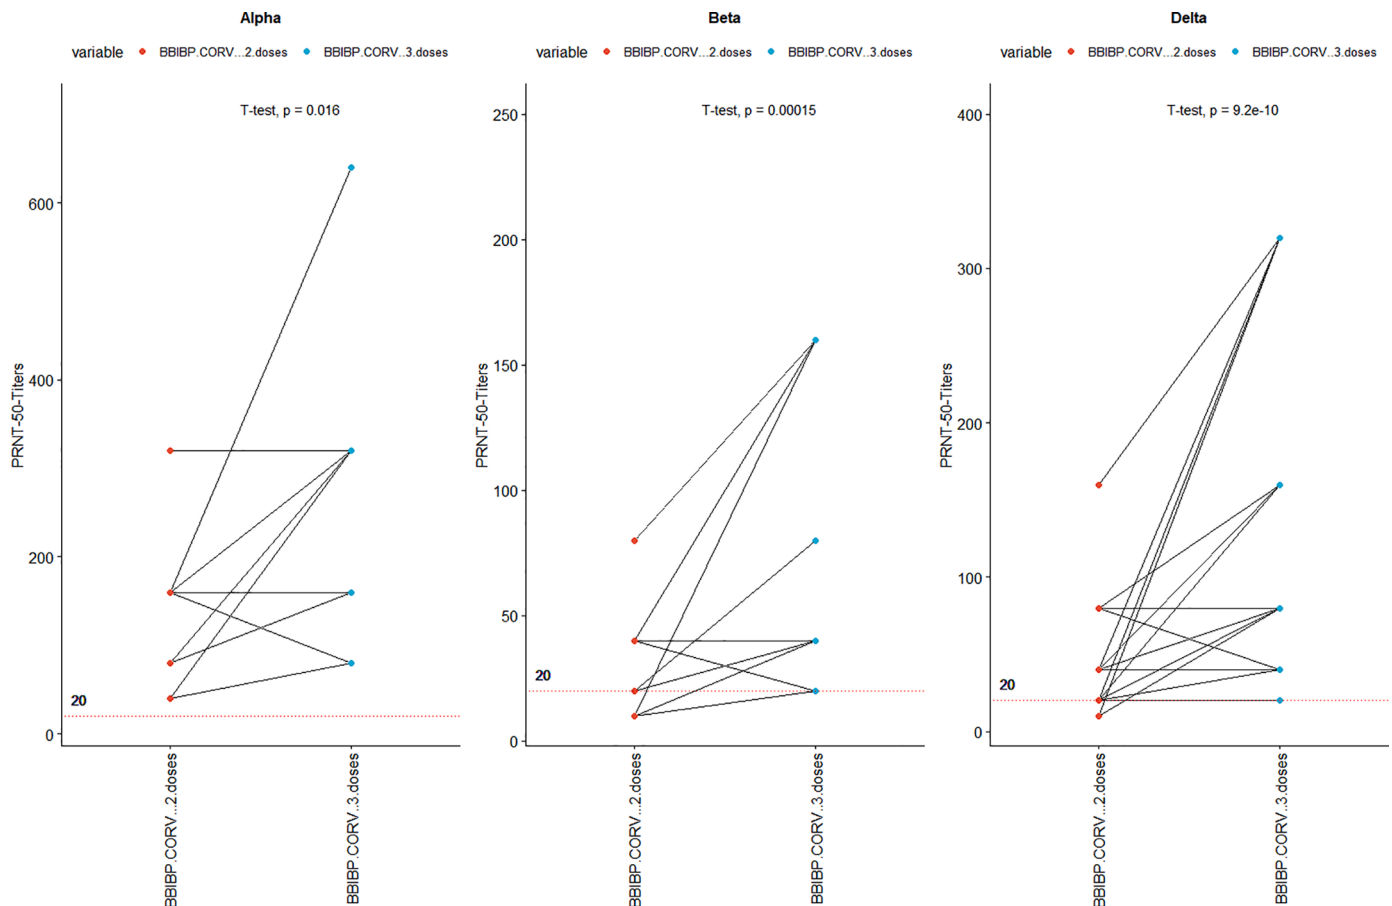 Alpha
variable BBIBP.CORV...2.doses BBIBP.CORV..3.doses
T-test, p = 0.016
PRNT-50-Titers
600
400
200
20
0
BBIBP.CORV...2.doses
BBIBP.CORV..3.doses
Beta
variable BBIBP.CORV...2.doses BBIBP.CORV..3.doses
T-test, p = 0.00015
PRNT-50-Titers
250
200
150
100
50
20
0
BBIBP.CORV...2.doses
BBIBP.CORV..3.doses
Delta
variable BBIBP.CORV...2.doses BBIBP.CORV..3.doses
T-test, p = 9.2e-10
PRNT-50-Titers
400
300
200
100
20
0
BBIBP.CORV...2.doses
BBIBP.CORV..3.doses